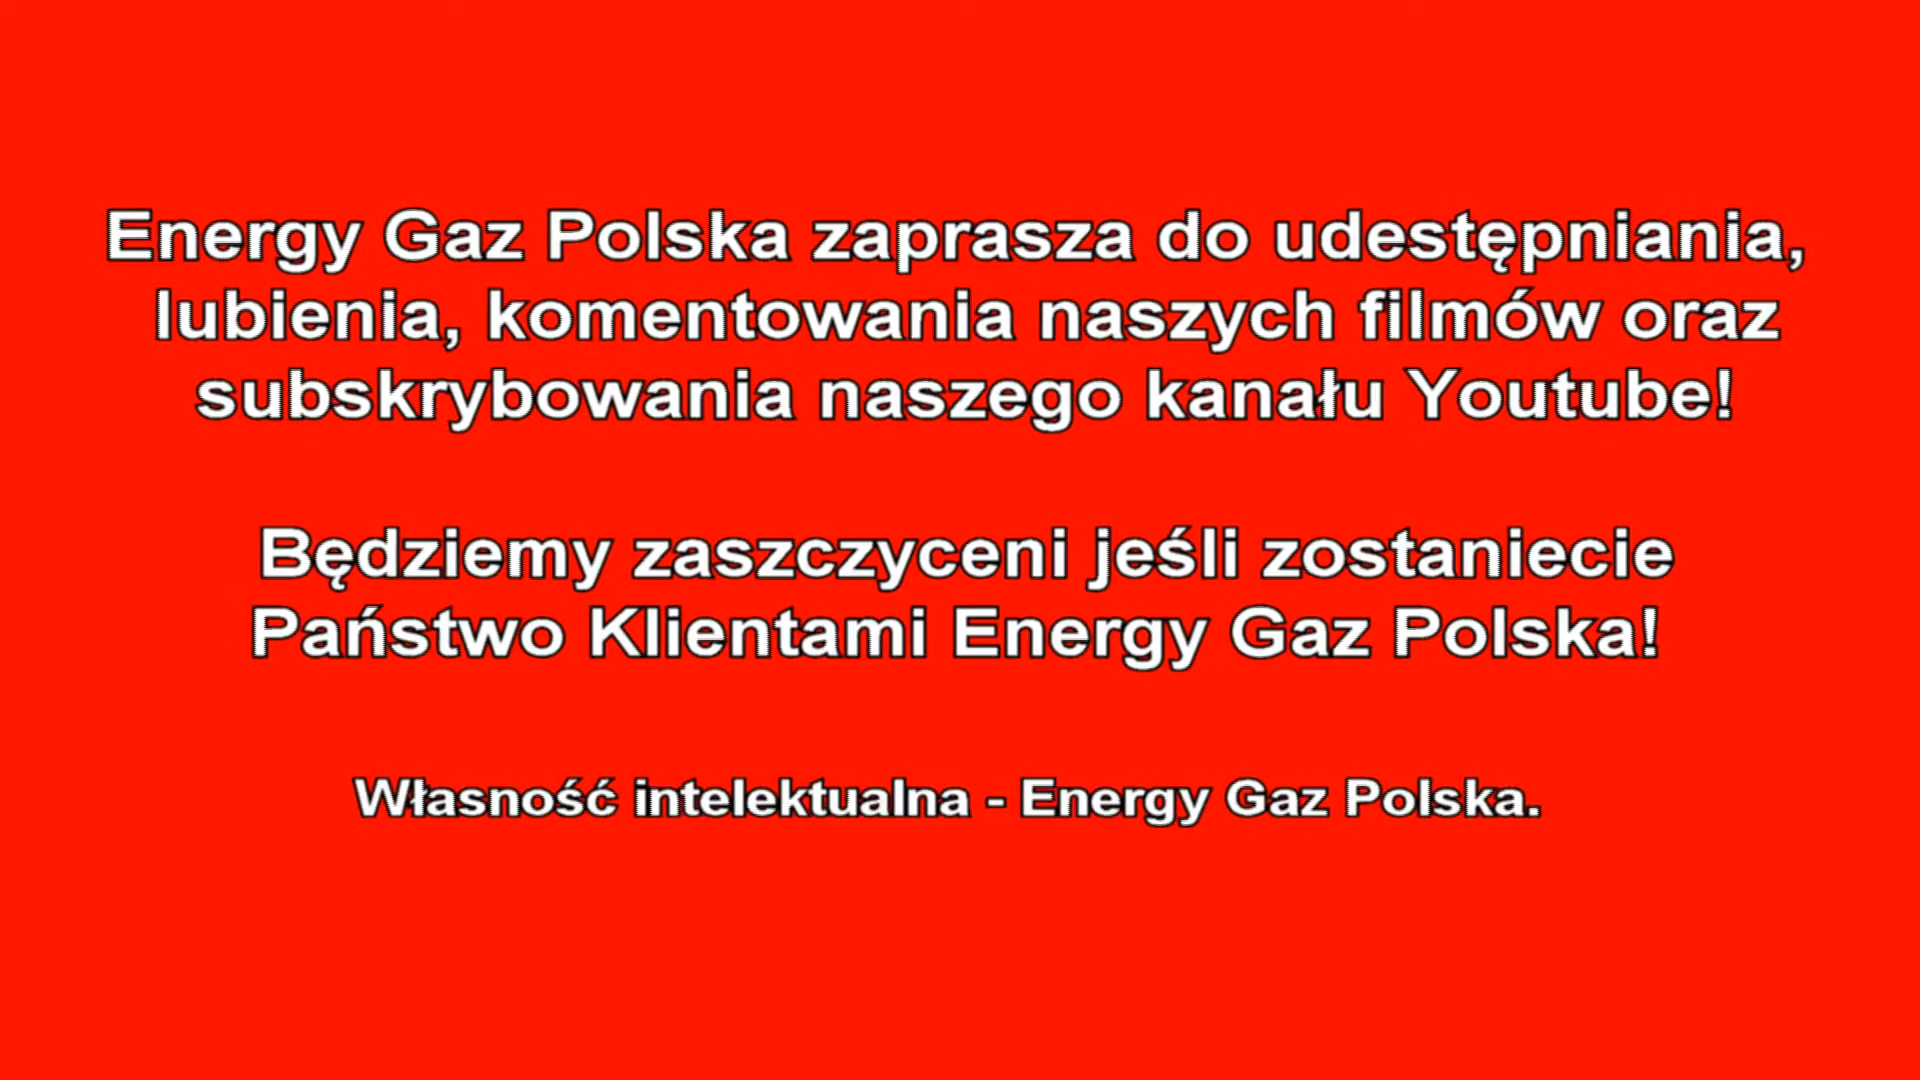 Energy Gaz Polska zaprasza do udestępniania,
lubienia, komentowania naszych filmów oraz
subskrybowania naszego kanału Youtube!
Będziemy zaszczyceni jeśli zostaniecie
Państwo Klientami Energy Gaz Polska!
Własność intelektualna - Energy Gaz Polska.